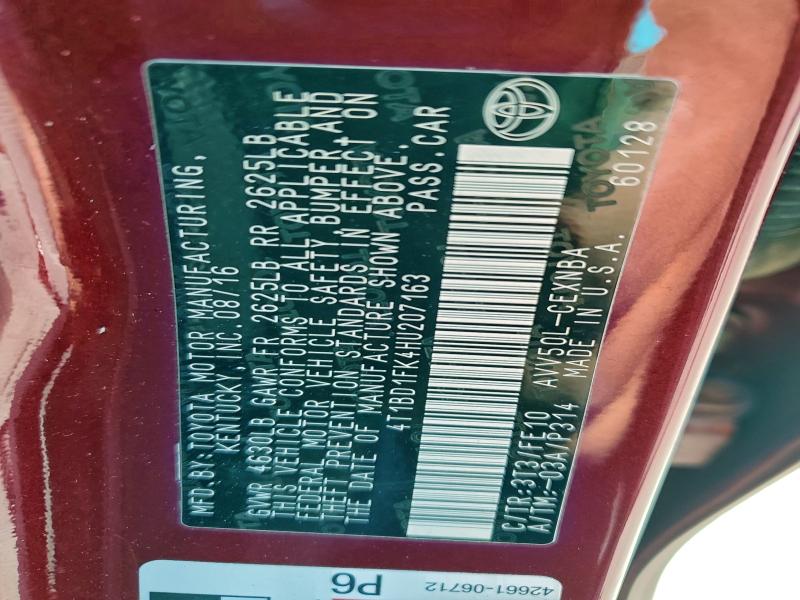 MFD.BY:TOYOTA MOTOR MANUFACTURING,
KENTUCKY, INC. 08/16
GVWR 4630LB GAWR FR 2625LB RR 2625LB
THIS VEHICLE CONFORMS TO ALL APPLICABLE
FEDERAL MOTOR VEHICLE SAFETY, BUMPER, AND
THEFT PREVENTION STANDARDS IN EFFECT ON
THE DATE OF MANUFACTURE SHOWN ABOVE.
4T1BD1FK4HU207163 PASS.CAR
C/TR:3T3/FE10 AVV50L-CEXNBA
A/TM:-03A/P314 MADE IN U.S.A. 60128
TOYOTA
P6
42661-06712